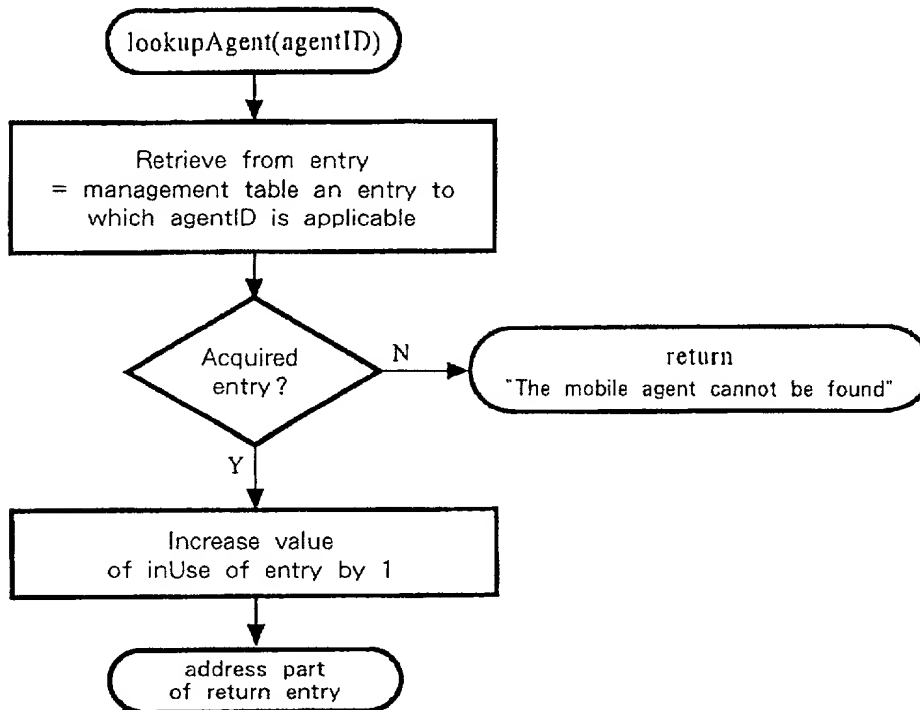 lookupAgent(agentID)
Retrieve from entry
= management table an entry to
which agentID is applicable
Acquired
entry?
N
return
"The mobile agent cannot be found"
Y
Increase value
of inUse of entry by 1
address part
of return entry